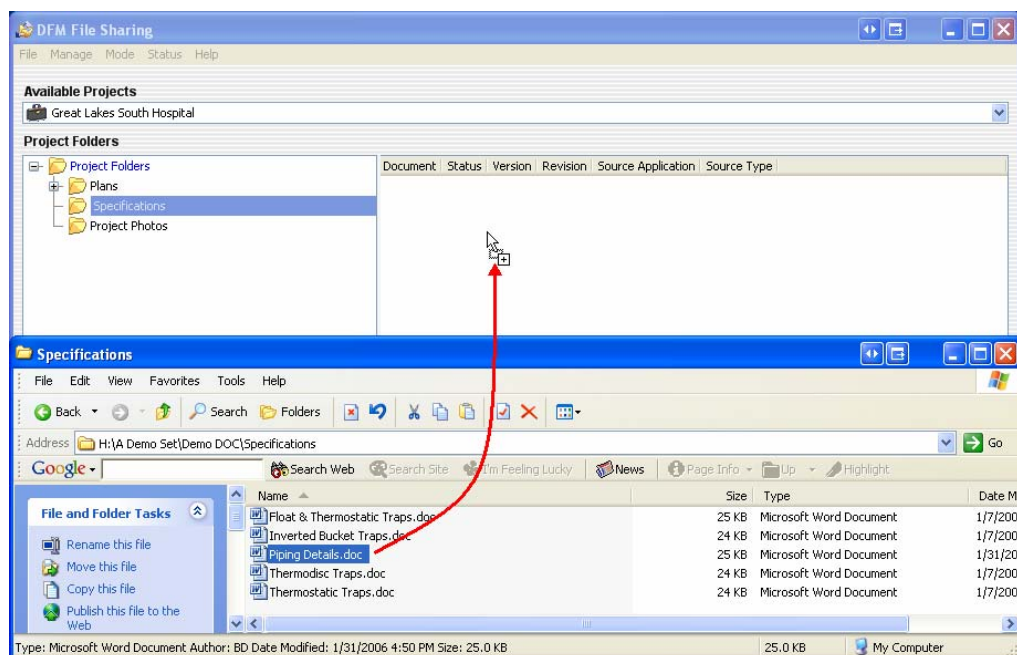 DFM File Sharing
File Manage Mode Status Help
Available Projects
Great Lakes South Hospital
Project Folders
Project Folders
Document Status Version Revision Source Application Source Type
Plans
Specifications
Project Photos
Specifications
File Edit View Favorites Tools Help
Back Search Folders
Address H:\A Demo Set\Demo DOC\Specifications Go
Google Search Web Search Site I'm Feeling Lucky News Page Info Up Highlight
Name Size Type Date M
File and Folder Tasks
Float & Thermostatic Traps.doc 25 KB Microsoft Word Document 1/7/200
Inverted Bucket Traps.doc 24 KB Microsoft Word Document 1/7/200
Rename this file
Piping Details.doc 25 KB Microsoft Word Document 1/31/20
Move this file
Thermodisc Traps.doc 24 KB Microsoft Word Document 1/7/200
Copy this file
Thermostatic Traps.doc 24 KB Microsoft Word Document 1/7/200
Publish this file to the
Web
Type: Microsoft Word Document Author: BD Date Modified: 1/31/2006 4:50 PM Size: 25.0 KB 25.0 KB My Computer